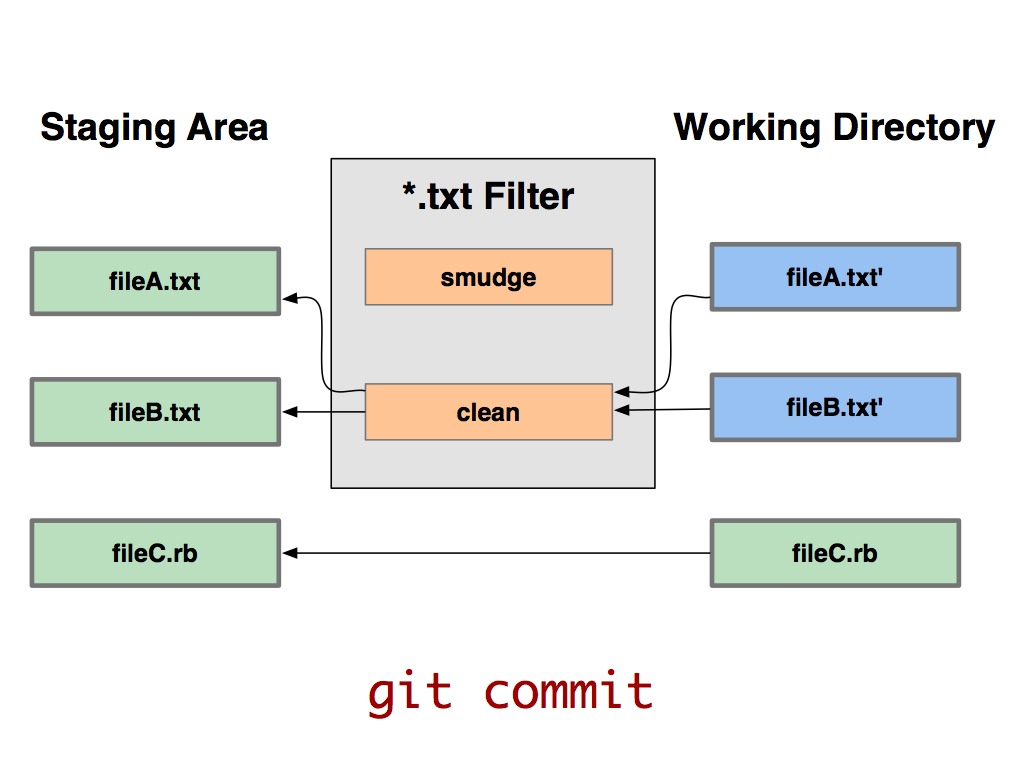 Staging Area
Working Directory
*.txt Filter
fileA.txt
smudge
fileA.txt'
fileB.txt
clean
fileB.txt'
fileC.rb
fileC.rb
git commit